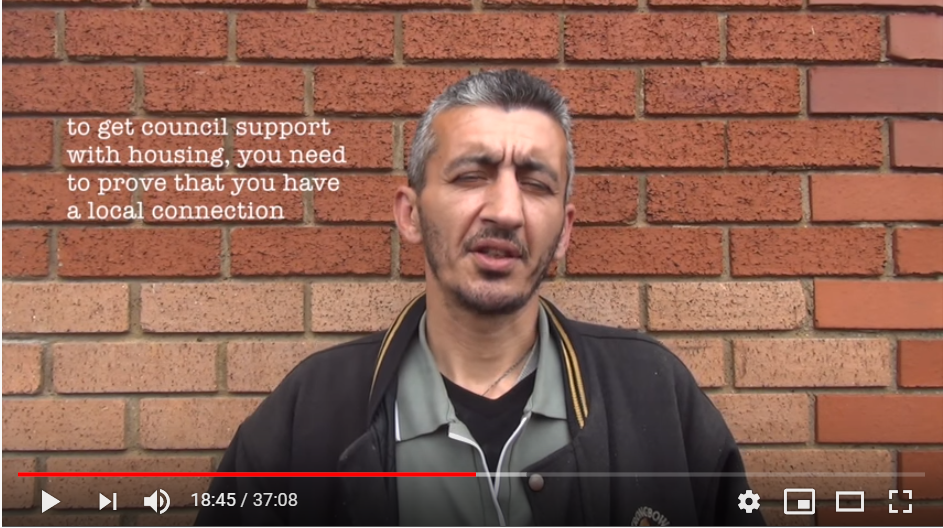 to get council support
with housing, you need
to prove that you have
a local connection
18:45 / 37:08